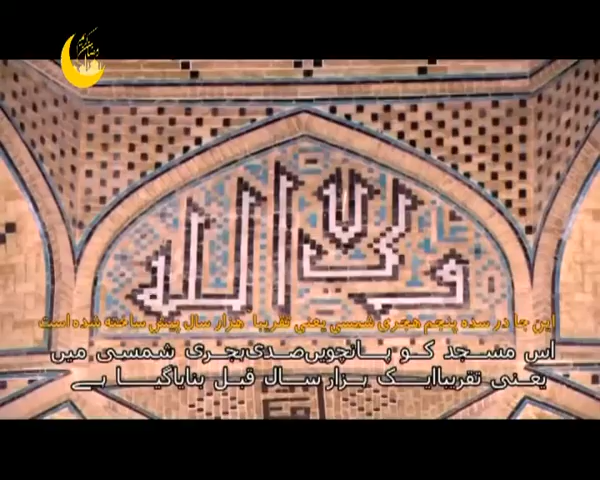 الله
این جا در سده پنجم هجری شمسی یعنی تقریبا" هزار سال پیش ساخته شده است
اس مسجد کو پانچویں صدی ہجری شمسی میں
یعنی تقریباایک ہزار سال قبل بنایاگیا ہے